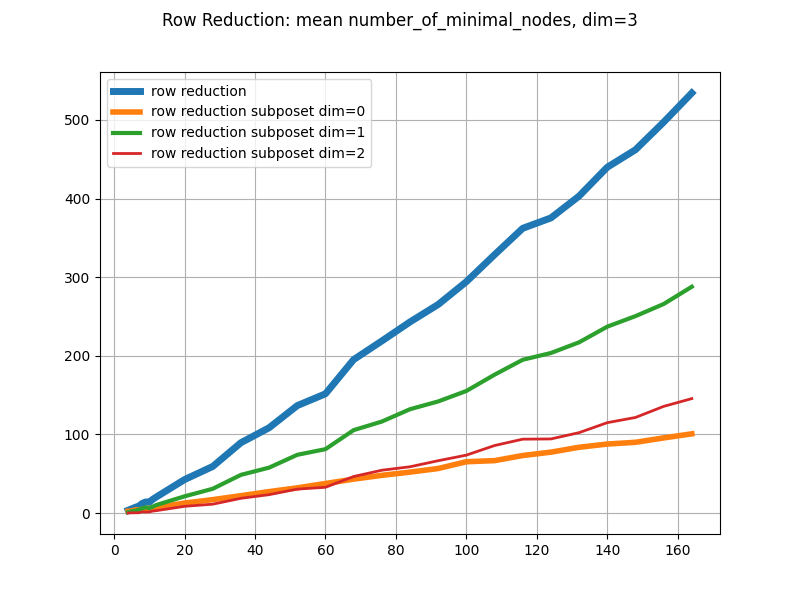 Row Reduction: mean number_of_minimal_nodes, dim=3
row reduction
row reduction subposet dim=0
row reduction subposet dim=1
row reduction subposet dim=2
500
400
300
200
100
0
0 20 40 60 80 100 120 140 160